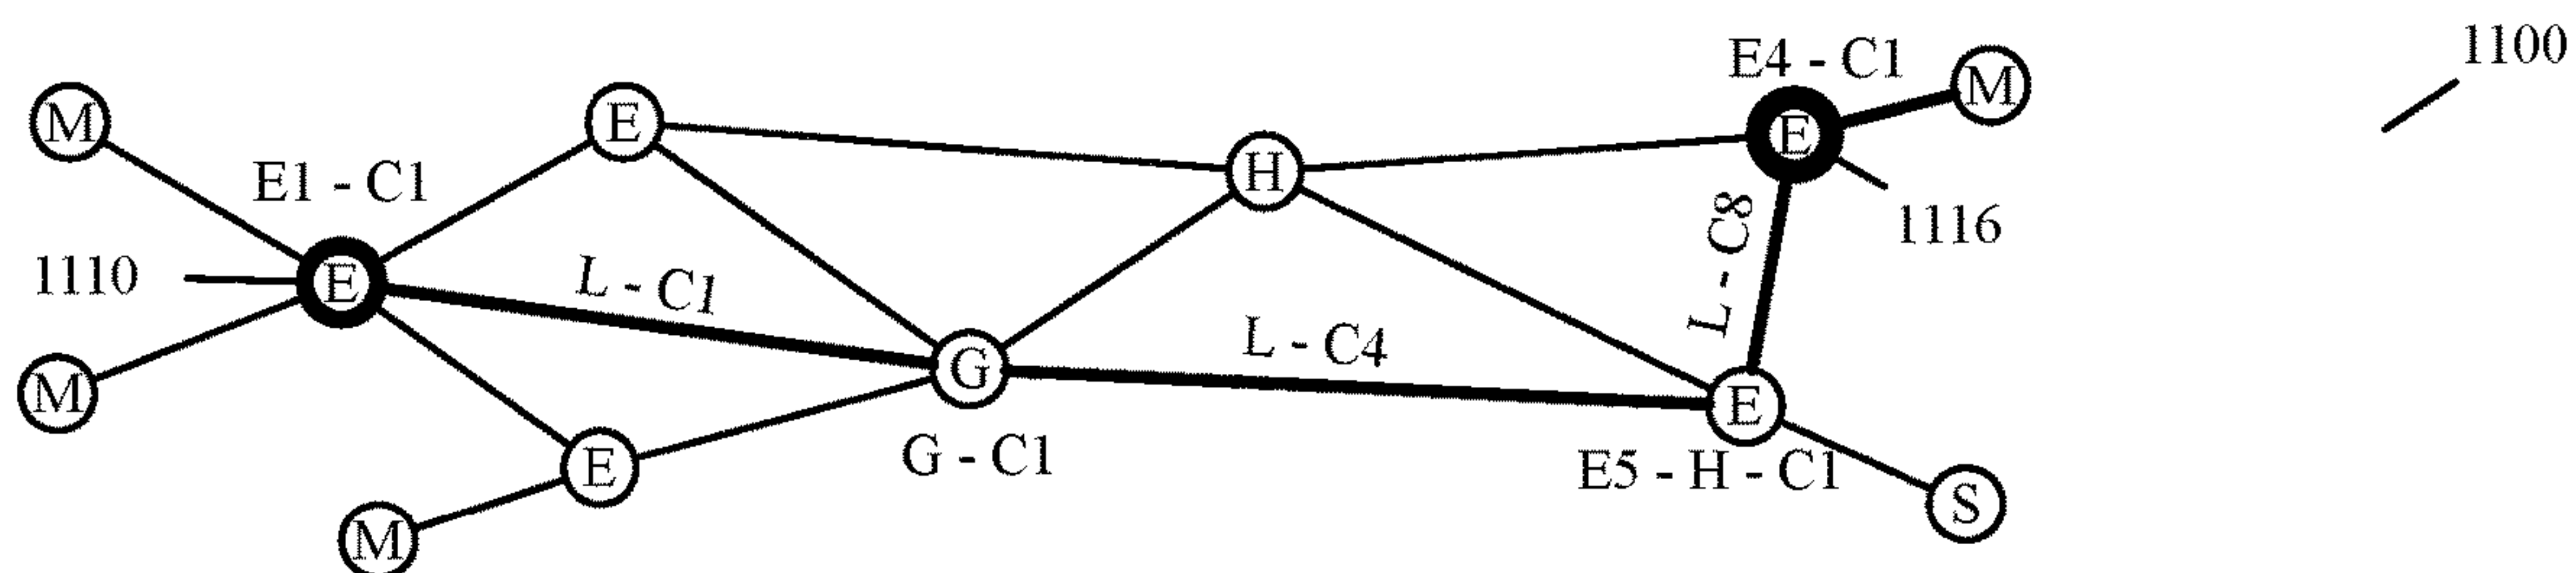 1100
E4 - C1
M
M
E
E
E1 - C1
H
L - C8
1116
1110
E
L - C1
L - C4
G
M
E
G - C1
E5 - H - C1
E
S
M